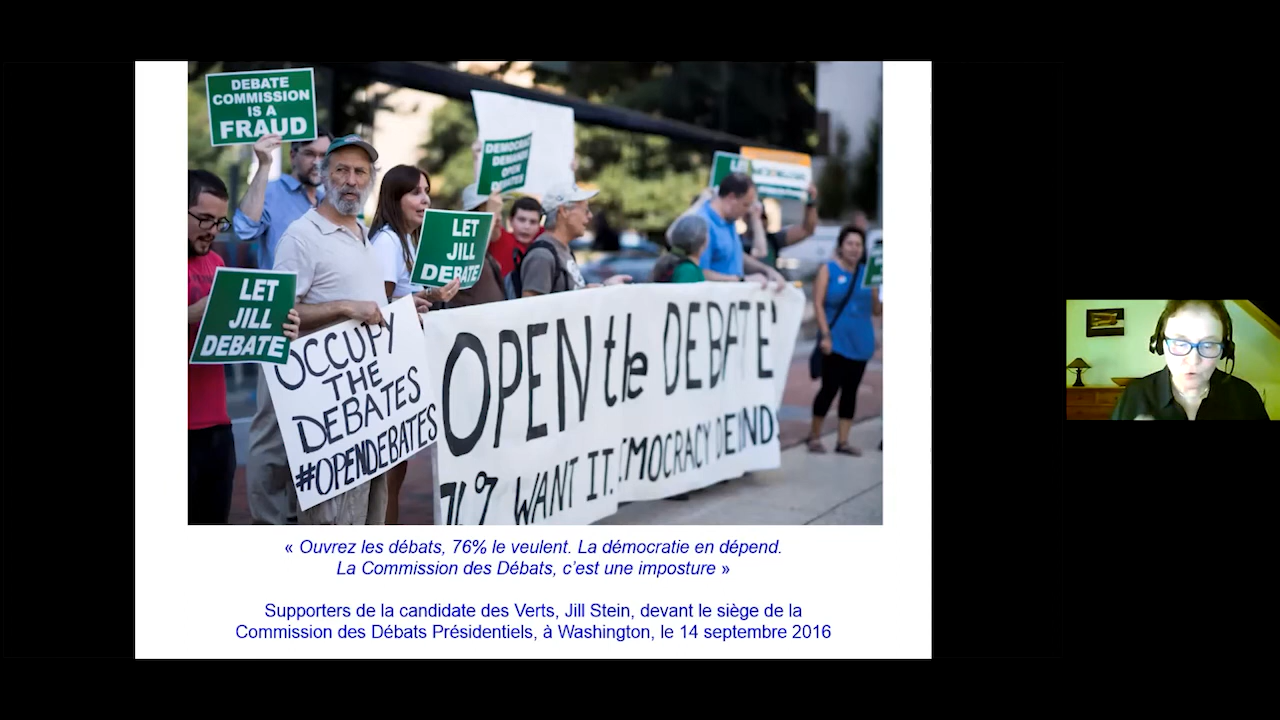 DEBATE
COMMISSION
IS A
FRAUD
DEMANDS
OPEN
DEBATES
LET
JILL
DEBATE
LET
JILL
DEBATE
OCCUPY
THE
DEBATES
#OPENDEBATES
OPEN the DEBATE
WANT IT.
« Ouvrez les débats, 76% le veulent. La démocratie en dépend.
La Commission des Débats, c’est une imposture »
Supporters de la candidate des Verts, Jill Stein, devant le siège de la
Commission des Débats Présidentiels, à Washington, le 14 septembre 2016